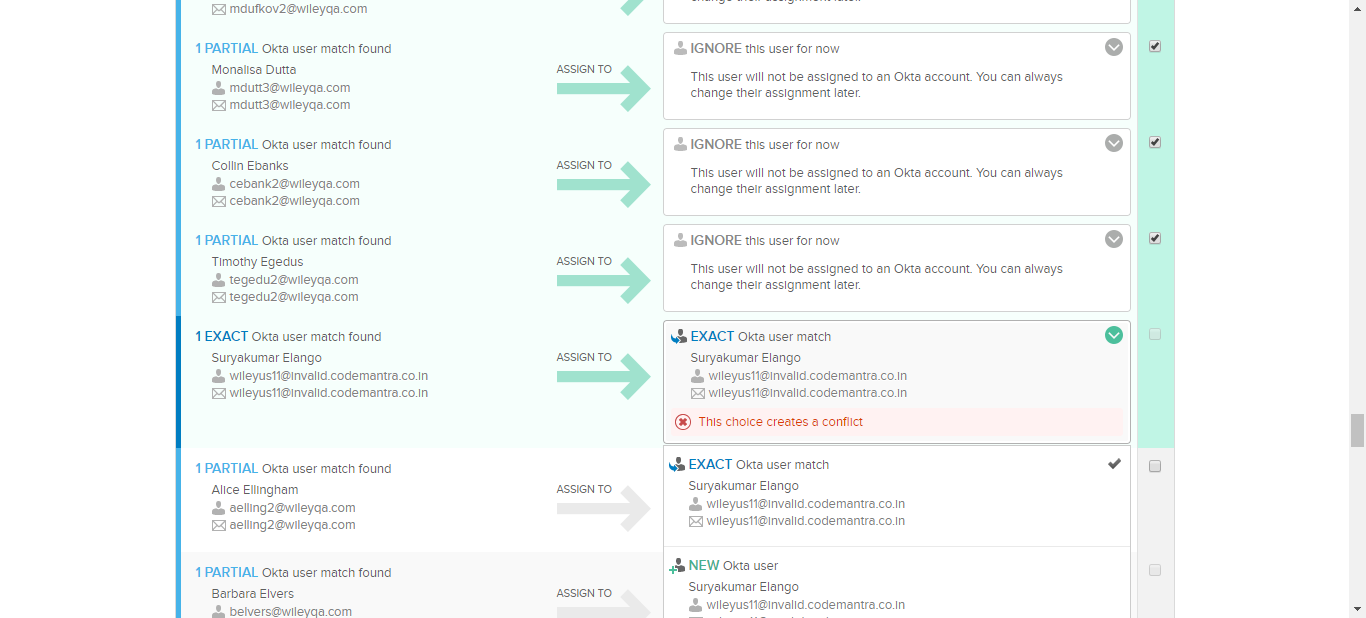 mdufkov2@wileyqa.com
change their assignment later.
1 PARTIAL Okta user match found
Monalisa Dutta
mdutt3@wileyqa.com
mdutt3@wileyqa.com
ASSIGN TO
IGNORE this user for now
This user will not be assigned to an Okta account. You can always
change their assignment later.
1 PARTIAL Okta user match found
Collin Ebanks
cebank2@wileyqa.com
cebank2@wileyqa.com
ASSIGN TO
IGNORE this user for now
This user will not be assigned to an Okta account. You can always
change their assignment later.
1 PARTIAL Okta user match found
Timothy Egedus
tegedu2@wileyqa.com
tegedu2@wileyqa.com
ASSIGN TO
IGNORE this user for now
This user will not be assigned to an Okta account. You can always
change their assignment later.
1 EXACT Okta user match found
Suryakumar Elango
wileyus11@invalid.codemantra.co.in
wileyus11@invalid.codemantra.co.in
ASSIGN TO
EXACT Okta user match
Suryakumar Elango
wileyus11@invalid.codemantra.co.in
wileyus11@invalid.codemantra.co.in
This choice creates a conflict
1 PARTIAL Okta user match found
Alice Ellingham
aelling2@wileyqa.com
aelling2@wileyqa.com
ASSIGN TO
EXACT Okta user match
Suryakumar Elango
wileyus11@invalid.codemantra.co.in
wileyus11@invalid.codemantra.co.in
1 PARTIAL Okta user match found
Barbara Elvers
belvers@wileyqa.com
ASSIGN TO
NEW Okta user
Suryakumar Elango
wileyus11@invalid.codemantra.co.in